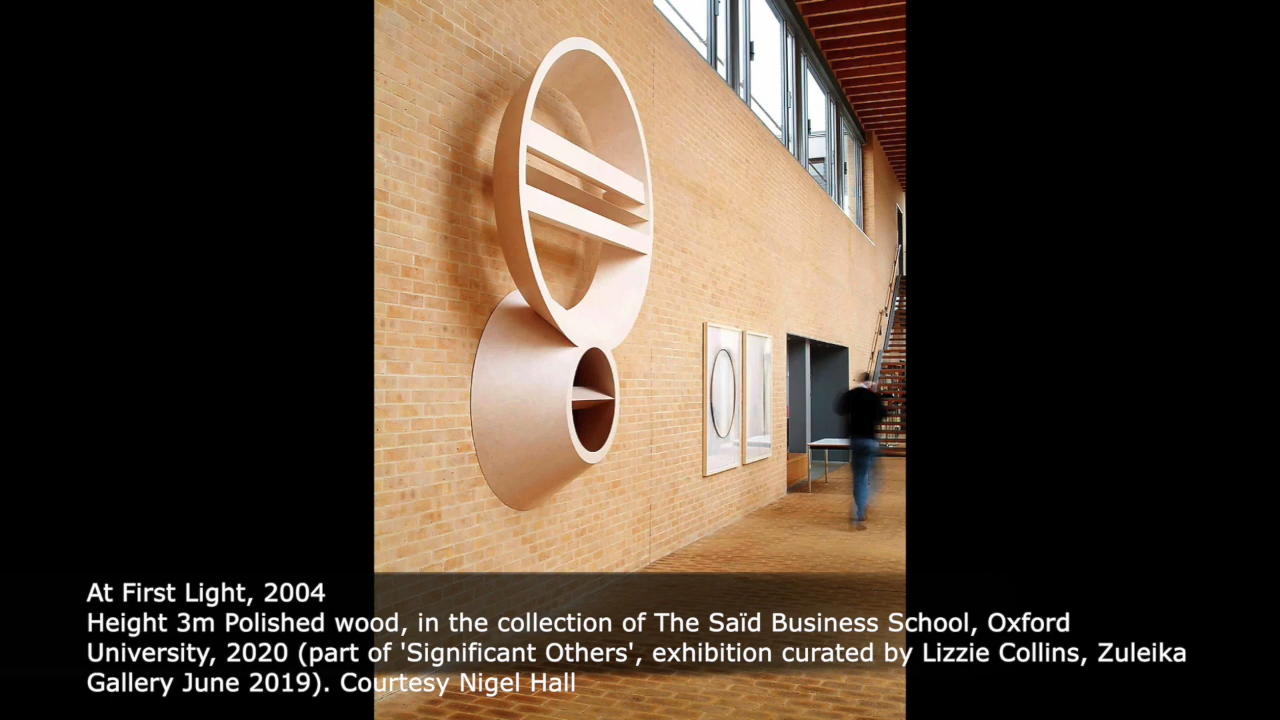 At First Light, 2004
Height 3m Polished wood, in the collection of The Saïd Business School, Oxford
University, 2020 (part of 'Significant Others', exhibition curated by Lizzie Collins, Zuleika
Gallery June 2019). Courtesy Nigel Hall